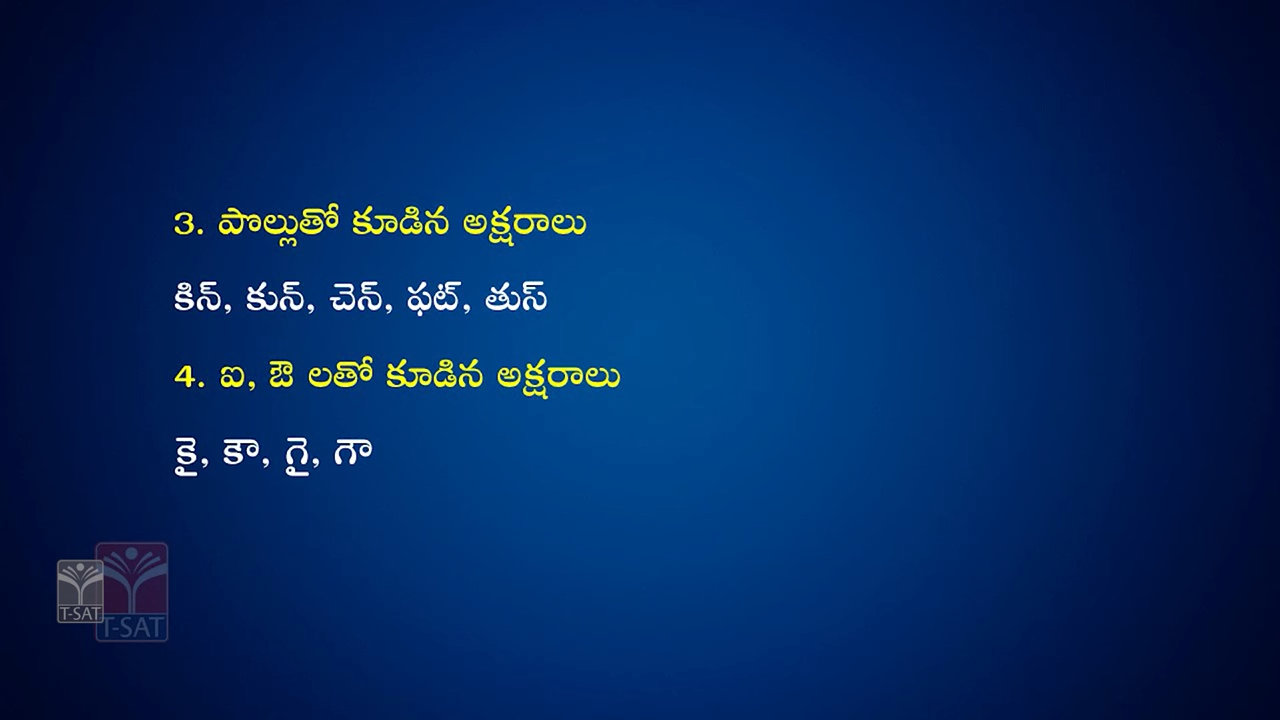 3. పొల్లుతో కూడిన అక్షరాలు
కిన్, కున్, చెన్, ఫట్, తుస్
4. ఐ, ఔ లతో కూడిన అక్షరాలు
కై, కౌ, గై, గౌ
T-SAT
T-SAT